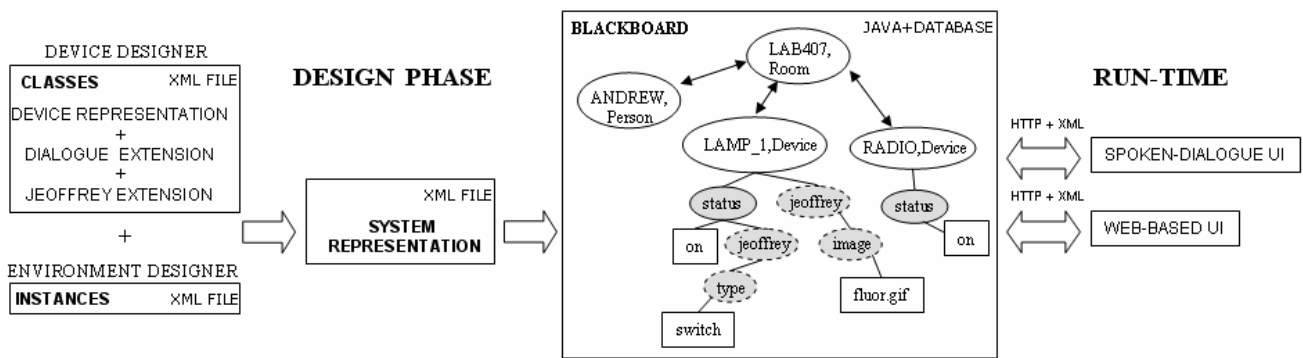 DEVICE DESIGNER
CLASSES XML FILE
DEVICE REPRESENTATION
+
DIALOGUE EXTENSION
+
JEOFFREY EXTENSION
+
ENVIRONMENT DESIGNER
INSTANCES XML FILE
DESIGN PHASE
XML FILE
SYSTEM
REPRESENTATION
BLACKBOARD JAVA+DATABASE
LAB407,
Room
ANDREW,
Person
LAMP_1,Device
RADIO,Device
status
jeoffrey
status
on
jeoffrey
image
on
type
fluor.gif
switch
RUN-TIME
HTTP + XML
SPOKEN-DIALOGUE UI
HTTP + XML
WEB-BASED UI